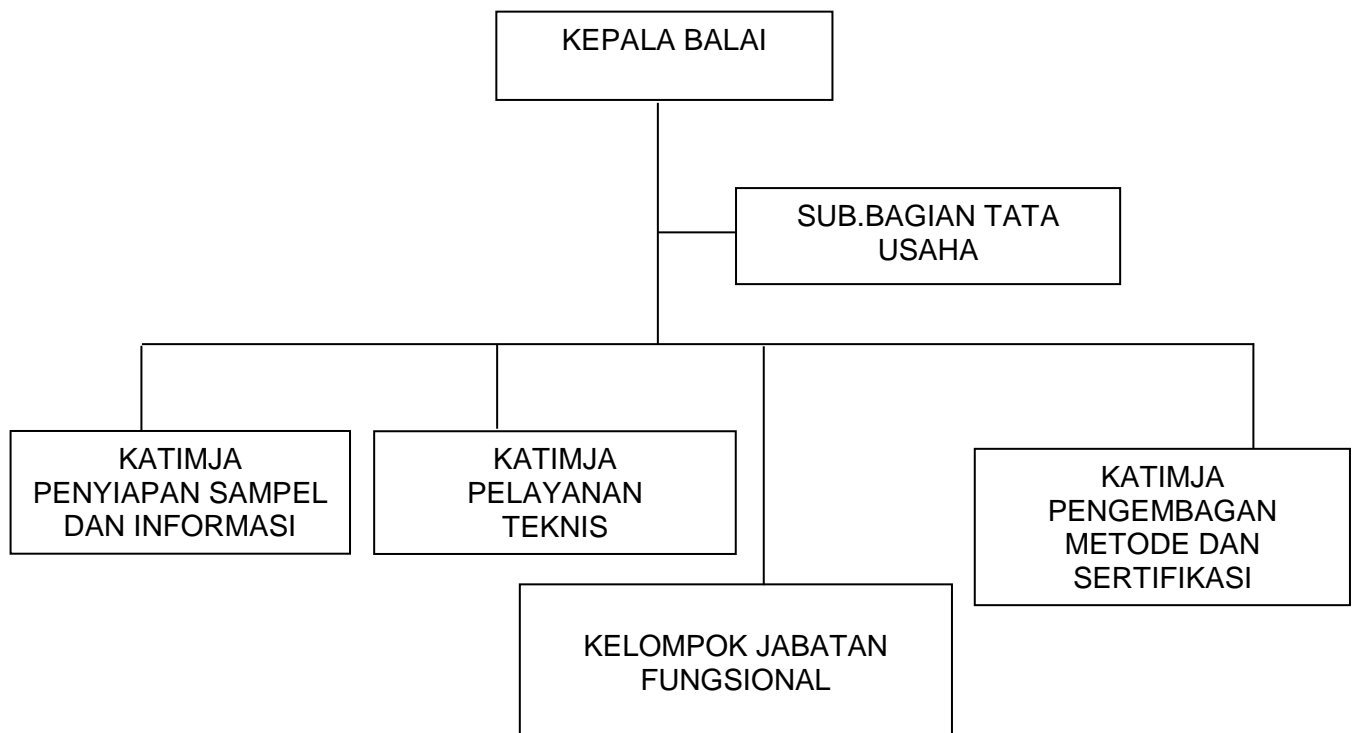 KEPALA BALAI
SUB.BAGIAN TATA
USAHA
KATIMJA
PENYIAPAN SAMPEL
DAN INFORMASI
KATIMJA
PELAYANAN
TEKNIS
KATIMJA
PENGEMBAGAN
METODE DAN
SERTIFIKASI
KELOMPOK JABATAN
FUNGSIONAL